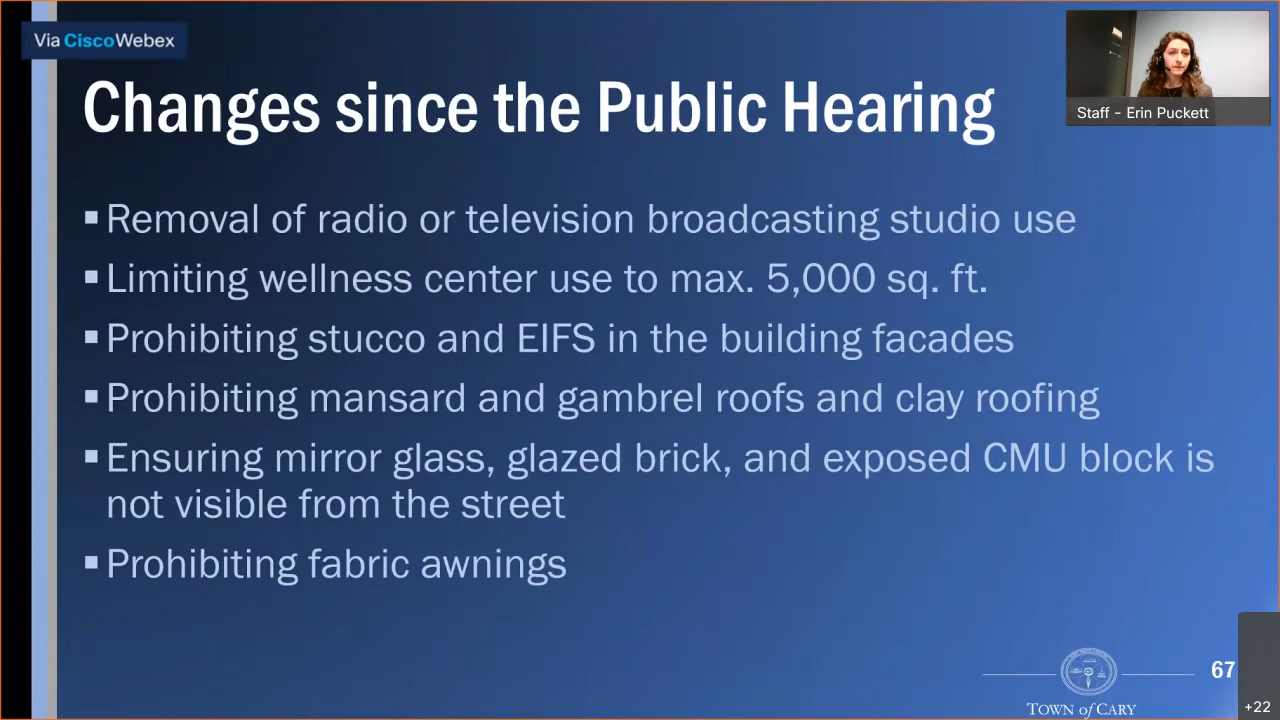 Via Cisco Webex
Changes since the Public Hearing
Staff - Erin Puckett
▪ Removal of radio or television broadcasting studio use
▪ Limiting wellness center use to max. 5,000 sq. ft.
▪ Prohibiting stucco and EIFS in the building facades
▪ Prohibiting mansard and gambrel roofs and clay roofing
▪ Ensuring mirror glass, glazed brick, and exposed CMU block is
not visible from the street
▪ Prohibiting fabric awnings
67
TOWN of CARY
+22